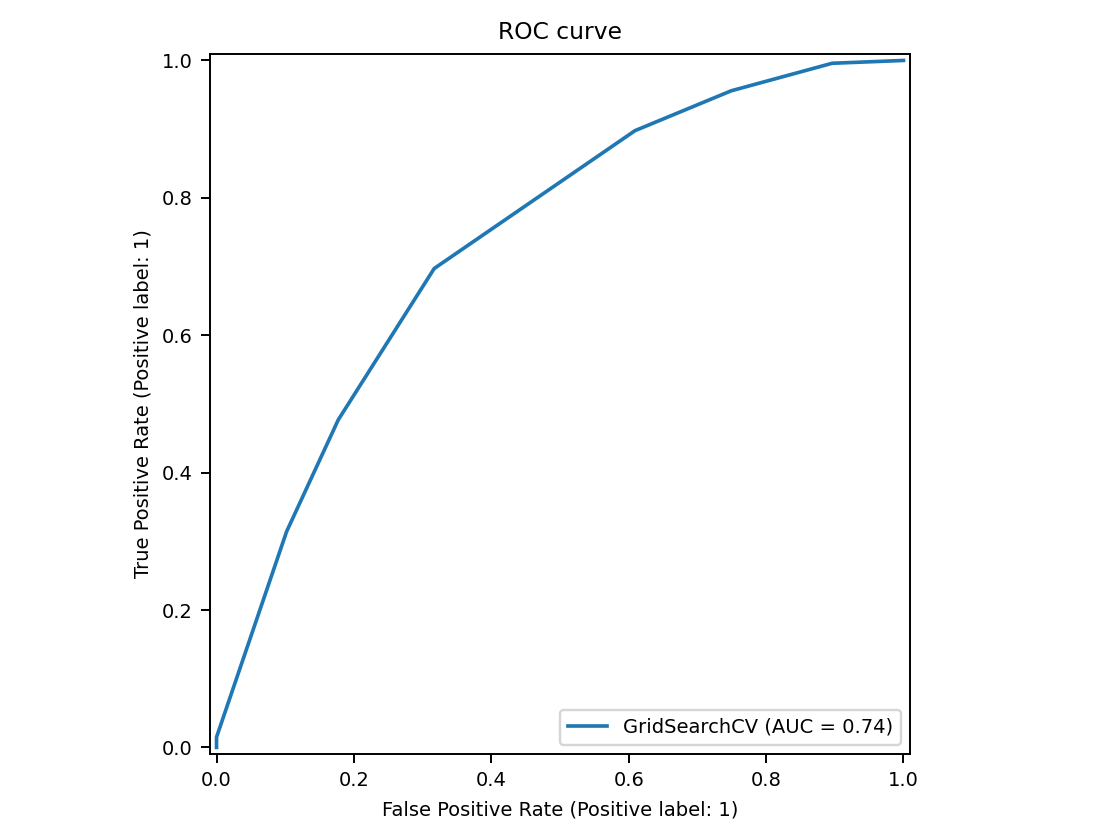 ROC curve
1.0
0.8
0.6
0.4
0.2
0.0
True Positive Rate (Positive label: 1)
GridSearchCV (AUC = 0.74)
0.0 0.2 0.4 0.6 0.8 1.0
False Positive Rate (Positive label: 1)